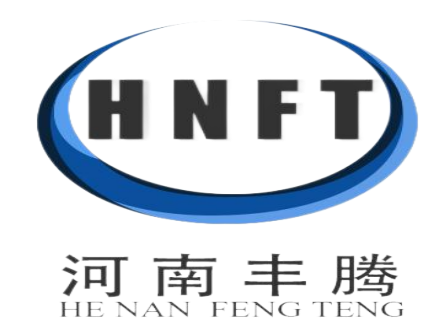 HNFT
河南丰腾
HE NAN FENG TENG